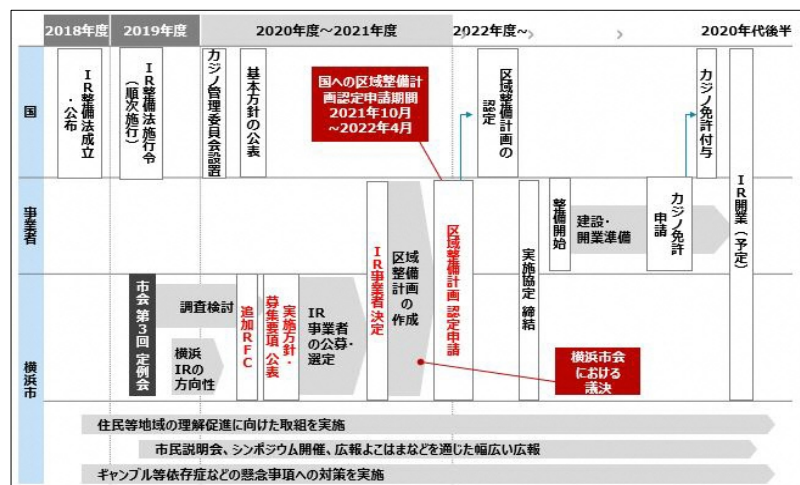 2018年度
2019年度
2020年度～2021年度
2022年度~
2020年代後半
国
IR整備法成立
・公布
IR整備法施行令
（順次施行）
カジノ管理委員会設置
基本方針の公表
国への区域整備計
画認定申請期間
2021年10月
～2022年4月
区域整備計画の
認定
カジノ免許付与
IR開業（予定）
事業者
IR事業者決定
区域
整備計画
の作成
区域整備計画 認定申請
実施協定 締結
整備開始
建設・
開業準備
カジノ免許
申請
横浜市
市会 第3回 定例会
調査検討
横浜
IRの
方向性
追加RFC
実施方針・
募集要項 公表
IR
事業者
の公募・
選定
横浜市会
における
議決
住民等地域の理解促進に向けた取組を実施
市民説明会、シンポジウム開催、広報よこはまなどを通じた幅広い広報
ギャンブル等依存症などの懸念事項への対策を実施